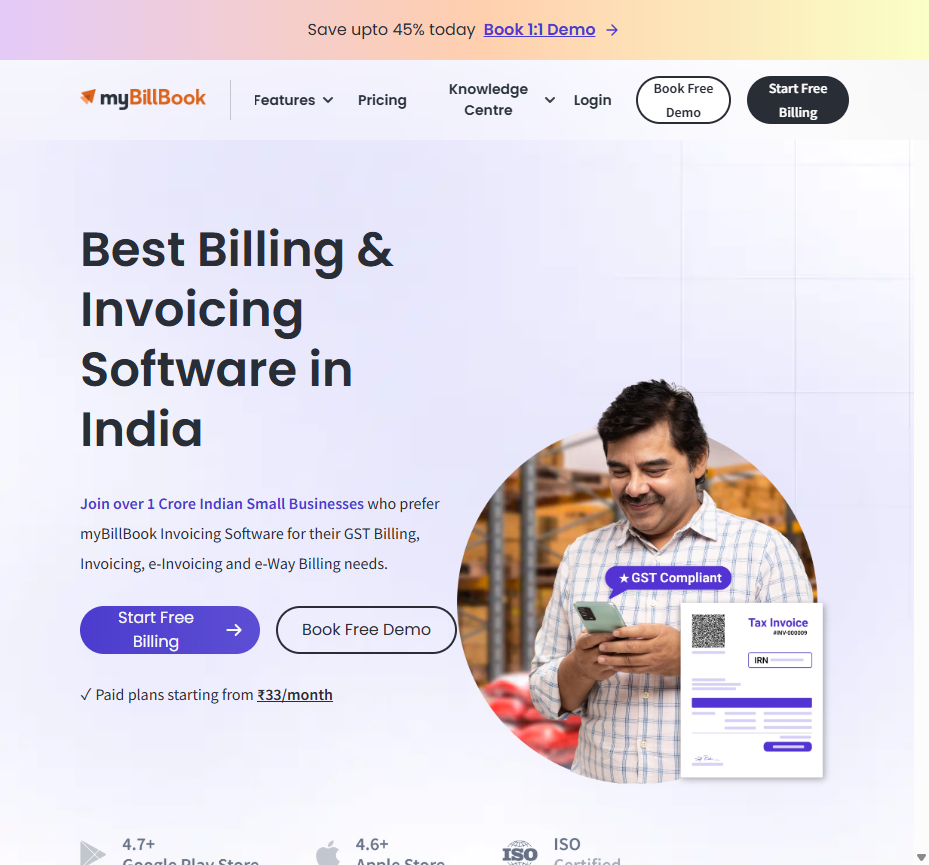 Save upto 45% today Book 1:1 Demo →
myBillBook
Features
Pricing
Knowledge
Centre
Login
Book Free
Demo
Start Free
Billing
Best Billing &
Invoicing
Software in
India
Join over 1 Crore Indian Small Businesses who prefer
myBillBook Invoicing Software for their GST Billing,
Invoicing, e-Invoicing and e-Way Billing needs.
★ GST Compliant
Tax Invoice
#INV-000009
IRN
Start Free
Billing →
Book Free Demo
✓ Paid plans starting from ₹33/month
4.7+
Google Play Store
4.6+
Apple Store
ISO
ISO
Certified